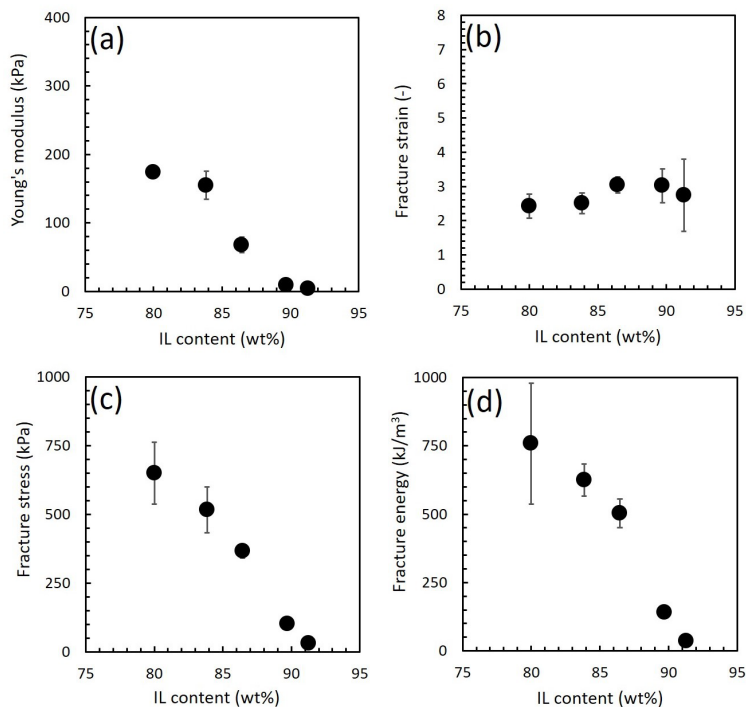 (a)
Young's modulus (kPa)
400
300
200
100
0
75 80 85 90 95
IL content (wt%)
(b)
Fracture strain (-)
8
7
6
5
4
3
2
1
0
75 80 85 90 95
IL content (wt%)
(c)
Fracture stress (kPa)
1000
750
500
250
0
75 80 85 90 95
IL content (wt%)
(d)
Fracture energy (kJ/m³)
1000
750
500
250
0
75 80 85 90 95
IL content (wt%)